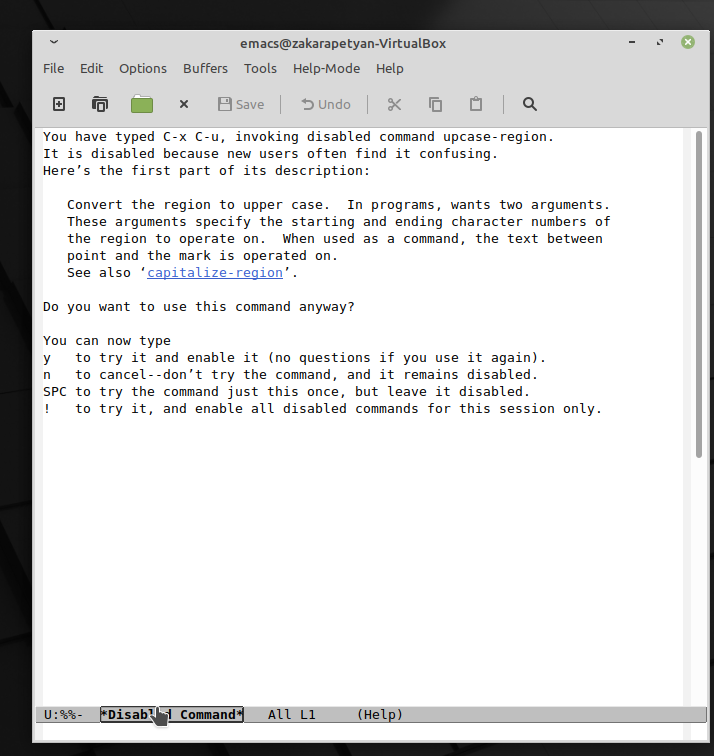 emacs@zakarapetyan-VirtualBox
File Edit Options Buffers Tools Help-Mode Help
Save Undo
You have typed C-x C-u, invoking disabled command upcase-region.
It is disabled because new users often find it confusing.
Here’s the first part of its description:
Convert the region to upper case.  In programs, wants two arguments.
These arguments specify the starting and ending character numbers of
the region to operate on.  When used as a command, the text between
point and the mark is operated on.
See also ‘capitalize-region’.
Do you want to use this command anyway?
You can now type
y   to try it and enable it (no questions if you use it again).
n   to cancel--don’t try the command, and it remains disabled.
SPC to try the command just this once, but leave it disabled.
!   to try it, and enable all disabled commands for this session only.
U:%%-  *Disabled Command*   All L1     (Help)